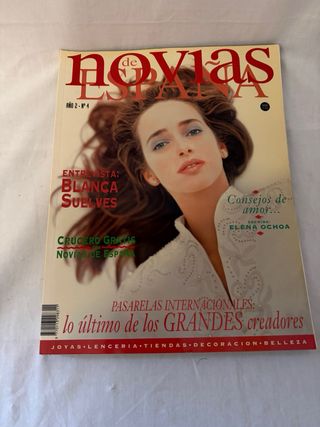 novias
de
ESPAÑA
AÑO 2 - Nº 4
ENTREVISTA:
BLANCA
SUELVES
Consejos de
amor...
ELENA OCHOA
CRUCERO GRATIS
NOVIAS DE ESPAÑA
PASARELAS INTERNACIONALES:
lo último de los GRANDES creadores
JOYAS • LENCERIA • TIENDAS • DECORACION • BELLEZA